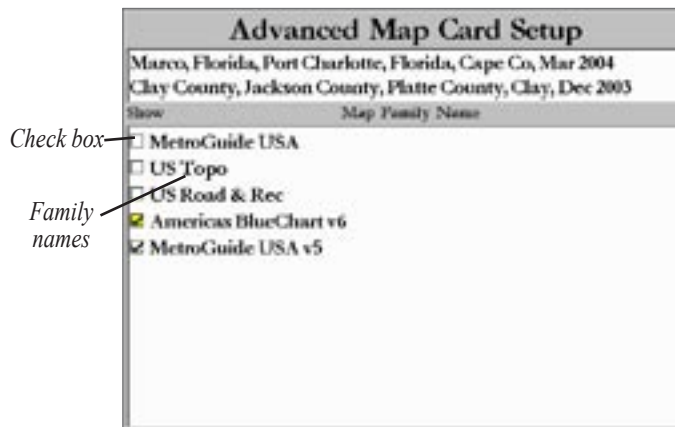 Advanced Map Card Setup
Marco, Florida, Port Charlotte, Florida, Cape Co, Mar 2004
Clay County, Jackson County, Platte County, Clay, Dec 2003
Show Map Family Name
Check box
MetroGuide USA
US Topo
Family names
US Road & Rec
Americas BlueChart v6
MetroGuide USA v5